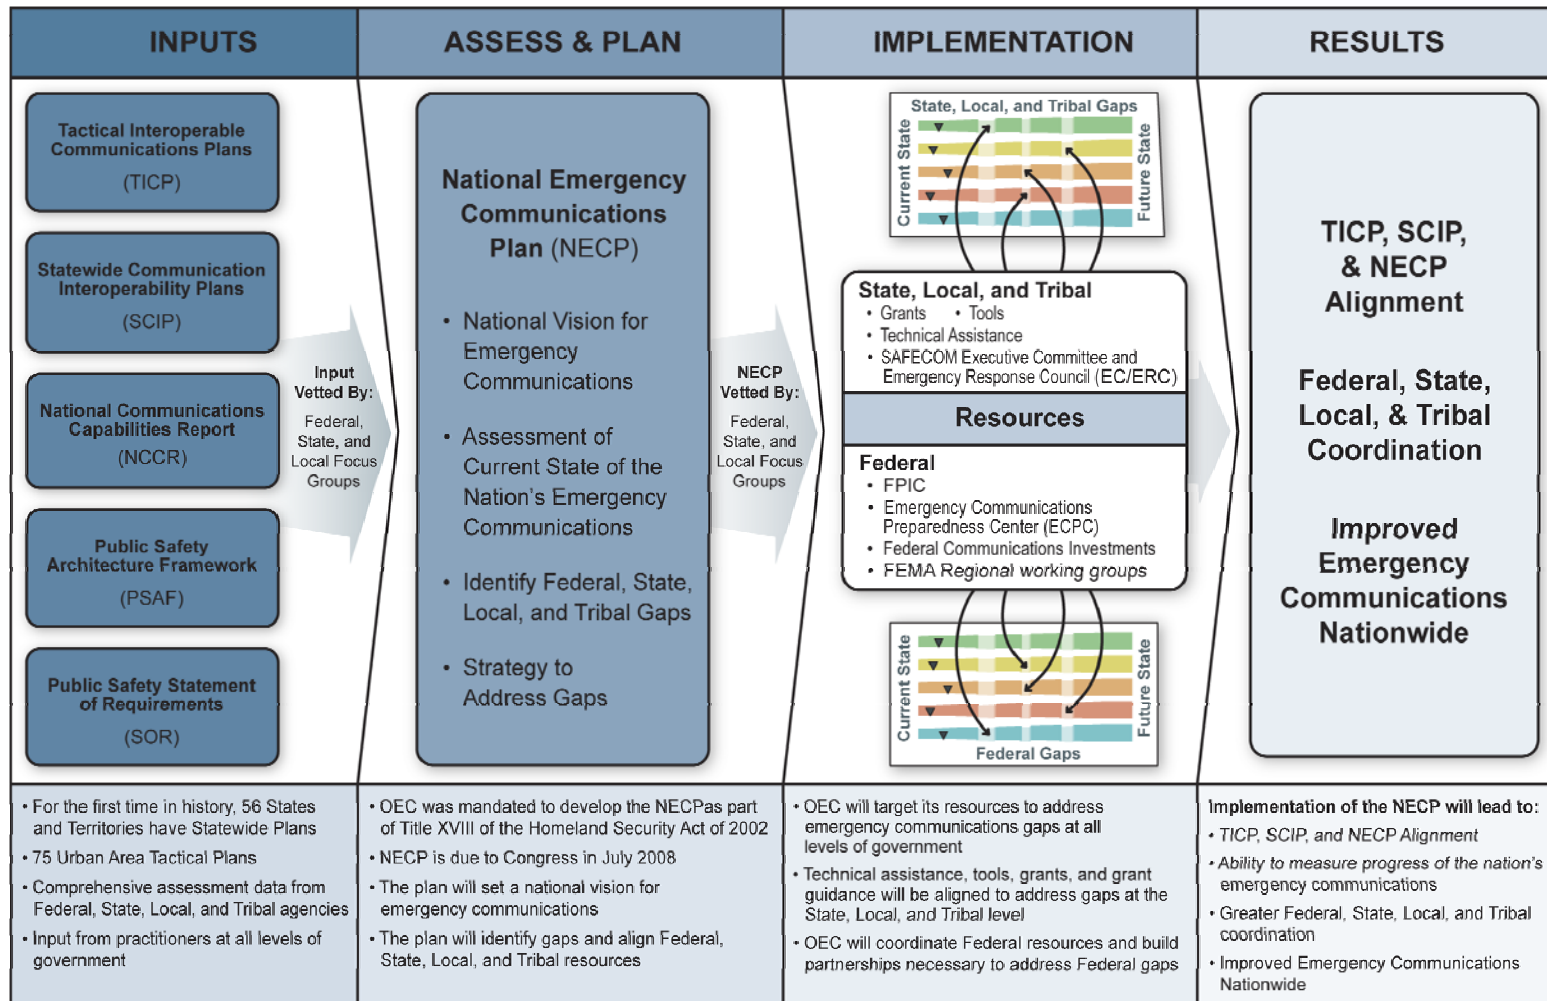 INPUTS
ASSESS & PLAN
IMPLEMENTATION
RESULTS
Tactical Interoperable
Communications Plans
(TICP)
Statewide Communication
Interoperability Plans
(SCIP)
National Communications
Capabilities Report
(NCCR)
Public Safety
Architecture Framework
(PSAF)
Public Safety Statement
of Requirements
(SOR)
Input
Vetted By:
Federal,
State, and
Local Focus
Groups
National Emergency
Communications
Plan (NECP)
• National Vision for
Emergency
Communications
• Assessment of
Current State of the
Nation's Emergency
Communications
• Identify Federal, State,
Local, and Tribal Gaps
• Strategy to
Address Gaps
NECP
Vetted By:
Federal,
State, and
Local Focus
Groups
State, Local, and Tribal Gaps
Current State
Future State
State, Local, and Tribal
• Grants • Tools
• Technical Assistance
• SAFECOM Executive Committee and
Emergency Response Council (EC/ERC)
Resources
Federal
• FPIC
• Emergency Communications
Preparedness Center (ECPC)
• Federal Communications Investments
• FEMA Regional working groups
Current State
Future State
Federal Gaps
TICP, SCIP,
& NECP
Alignment
Federal, State,
Local, & Tribal
Coordination
Improved
Emergency
Communications
Nationwide
• For the first time in history, 56 States
and Territories have Statewide Plans
• 75 Urban Area Tactical Plans
• Comprehensive assessment data from
Federal, State, Local, and Tribal agencies
• Input from practitioners at all levels of
government
• OEC was mandated to develop the NECPas part
of Title XVIII of the Homeland Security Act of 2002
• NECP is due to Congress in July 2008
• The plan will set a national vision for
emergency communications
• The plan will identify gaps and align Federal,
State, Local, and Tribal resources
• OEC will target its resources to address
emergency communications gaps at all
levels of government
• Technical assistance, tools, grants, and grant
guidance will be aligned to address gaps at the
State, Local, and Tribal level
• OEC will coordinate Federal resources and build
partnerships necessary to address Federal gaps
Implementation of the NECP will lead to:
• TICP, SCIP, and NECP Alignment
• Ability to measure progress of the nation's
emergency communications
• Greater Federal, State, Local, and Tribal
coordination
• Improved Emergency Communications
Nationwide